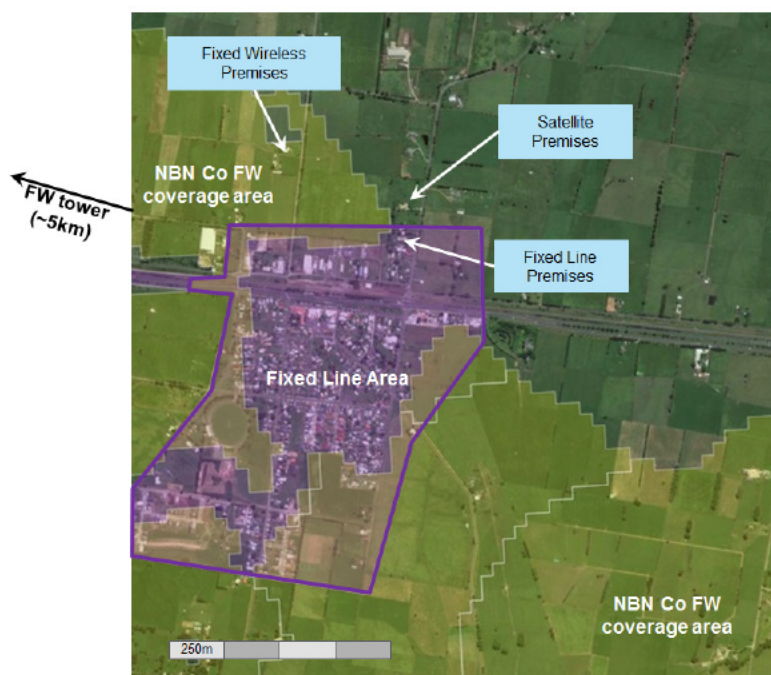 Fixed Wireless
Premises
Satellite
Premises
NBN Co FW
coverage area
FW tower
(~5km)
Fixed Line
Premises
Fixed Line Area
NBN Co FW
coverage area
250m